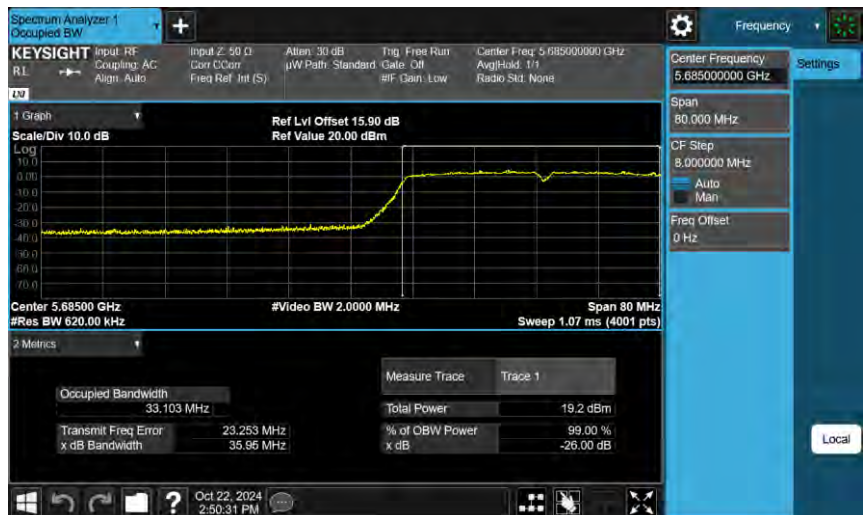 Spectrum Analyzer 1
Occupied BW
Frequency
KEYSIGHT
Input: RF
Input Z: 50 Ω
Atten: 30 dB
Trig: Free Run
Center Freq: 5.685000000 GHz
RL
Coupling: AC
Corr CCorr
µW Path: Standard
Gate: Off
Avg|Hold: 1/1
Align: Auto
Freq Ref: Int (S)
#IF Gain: Low
Radio Std: None
LXI
1 Graph
Ref Lvl Offset 15.90 dB
Scale/Div 10.0 dB
Ref Value 20.00 dBm
Log
10.0
0.00
-10.0
-20.0
-30.0
-40.0
-50.0
-60.0
-70.0
Center 5.68500 GHz
#Video BW 2.0000 MHz
Span 80 MHz
#Res BW 620.00 kHz
Sweep 1.07 ms (4001 pts)
2 Metrics
Measure Trace
Trace 1
Occupied Bandwidth
33.103 MHz
Total Power
19.2 dBm
Transmit Freq Error
23.253 MHz
% of OBW Power
99.00 %
x dB Bandwidth
35.95 MHz
x dB
-26.00 dB
Center Frequency
5.685000000 GHz
Settings
Span
80.000 MHz
CF Step
8.000000 MHz
Auto
Man
Freq Offset
0 Hz
Local
?
Oct 22, 2024
2:50:31 PM